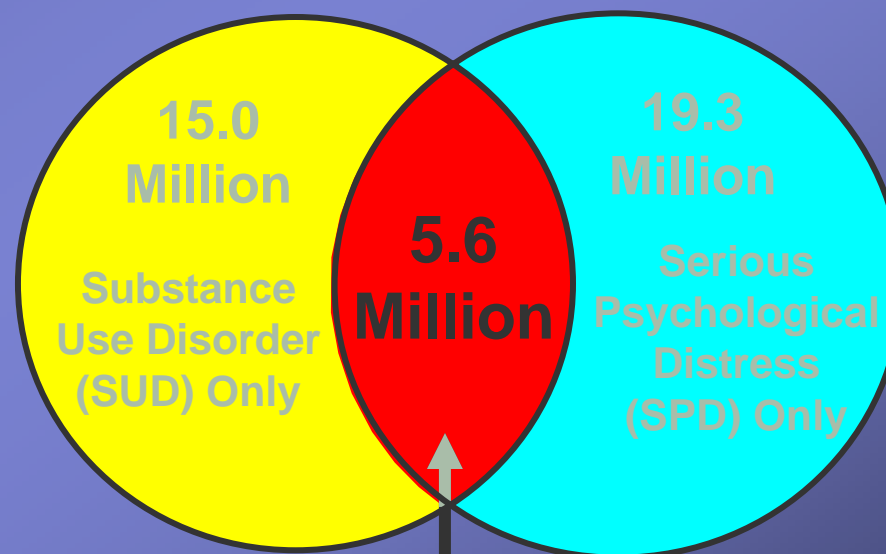 15.0
Million
Substance
Use Disorder
(SUD) Only
5.6
Million
19.3
Million
Serious
Psychological
Distress
(SPD) Only